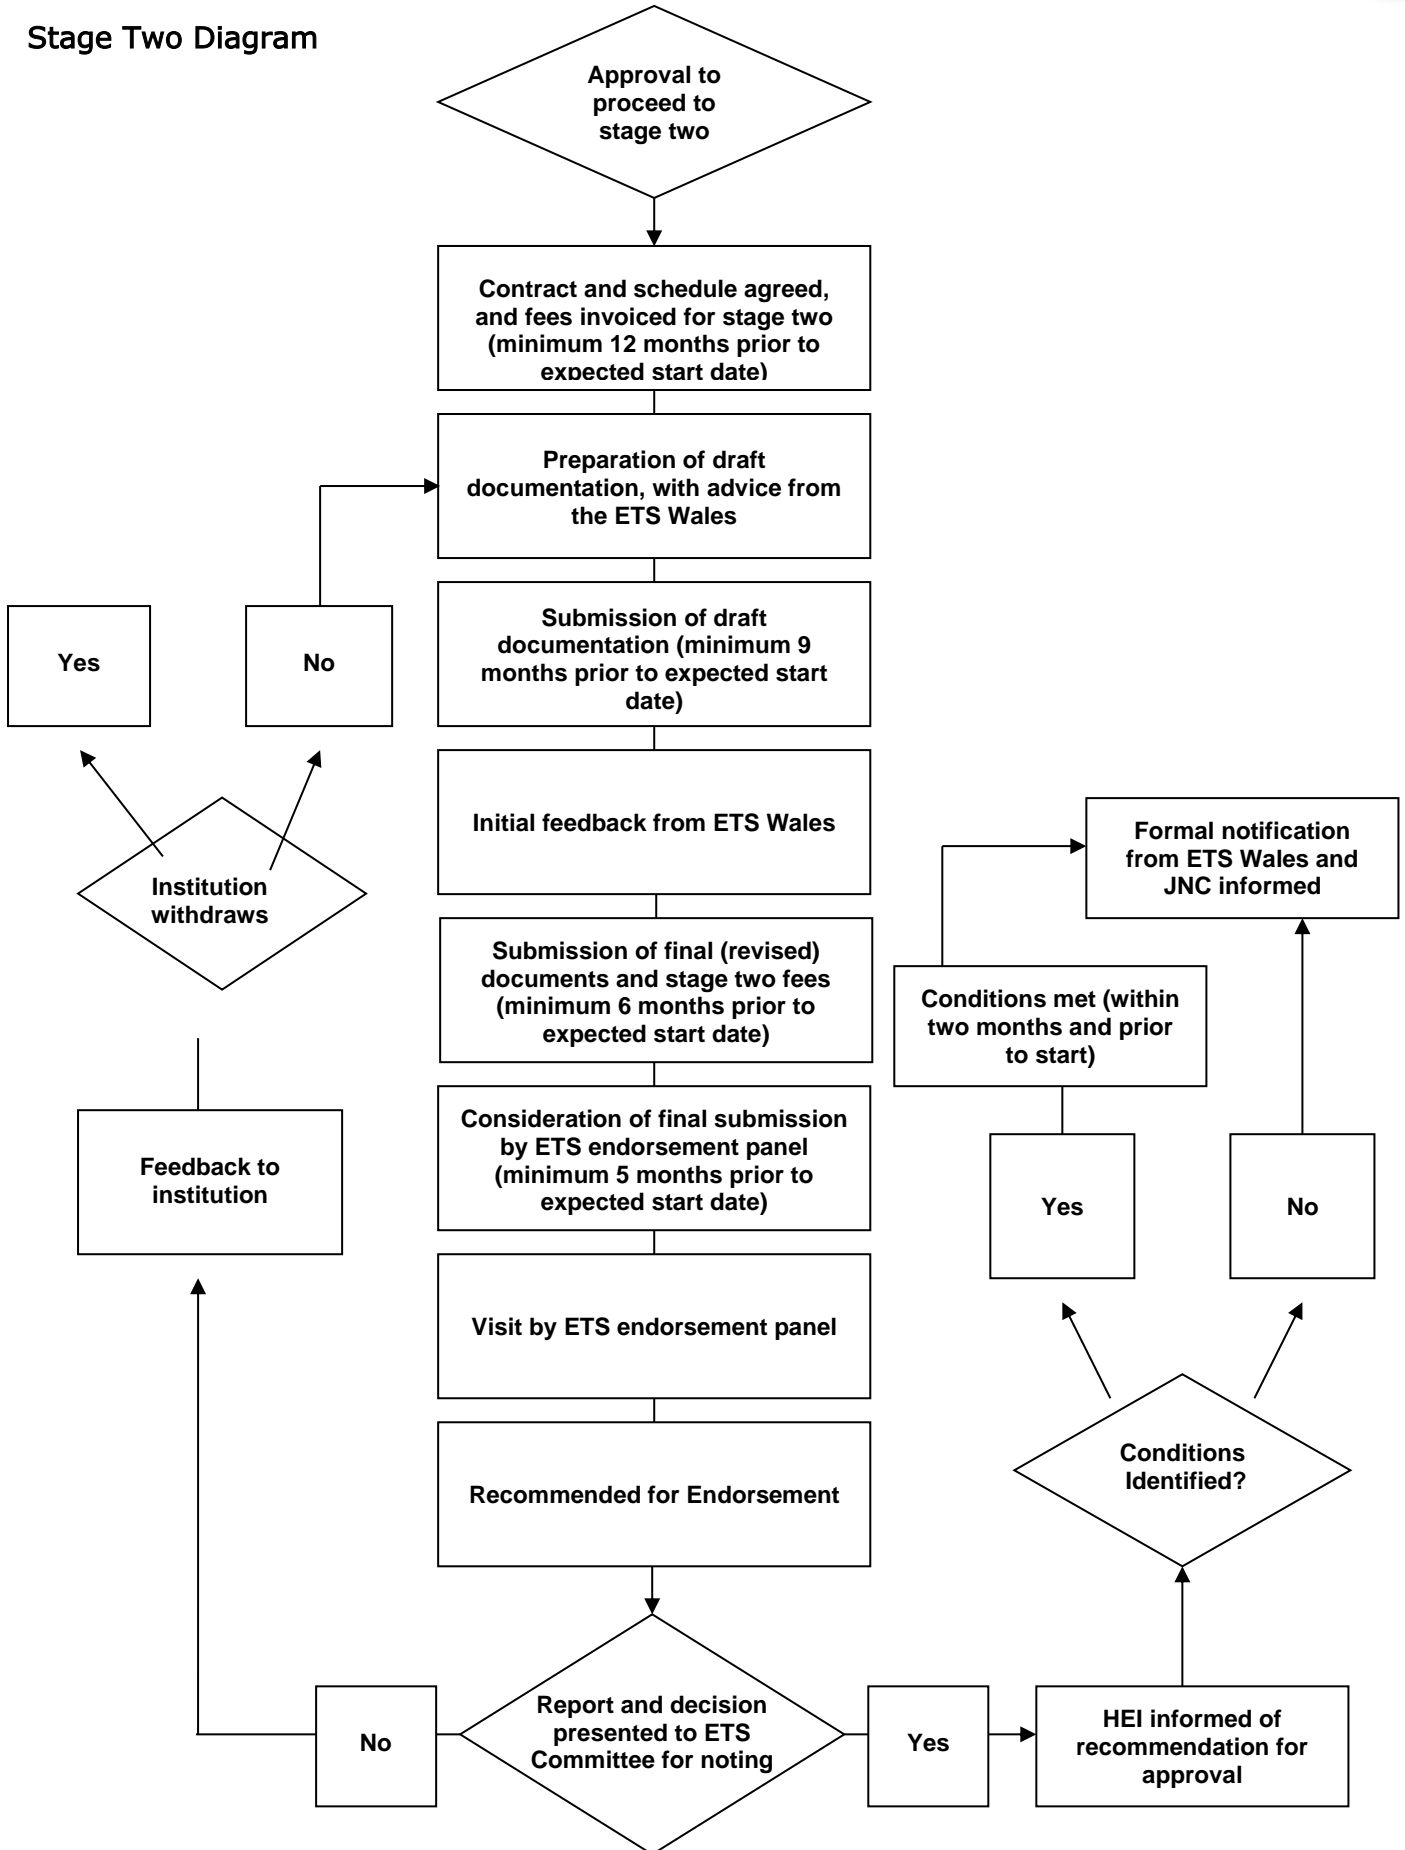 Stage Two Diagram
Approval to
proceed to
stage two
Contract and schedule agreed,
and fees invoiced for stage two
(minimum 12 months prior to
expected start date)
Preparation of draft
documentation, with advice from
the ETS Wales
Submission of draft
documentation (minimum 9
months prior to expected start
date)
Yes
No
Initial feedback from ETS Wales
Institution
withdraws
Formal notification
from ETS Wales and
JNC informed
Submission of final (revised)
documents and stage two fees
(minimum 6 months prior to
expected start date)
Conditions met (within
two months and prior
to start)
Consideration of final submission
by ETS endorsement panel
(minimum 5 months prior to
expected start date)
Feedback to
institution
Yes
No
Visit by ETS endorsement panel
Recommended for Endorsement
Conditions
Identified?
No
Report and decision
presented to ETS
Committee for noting
Yes
HEI informed of
recommendation for
approval